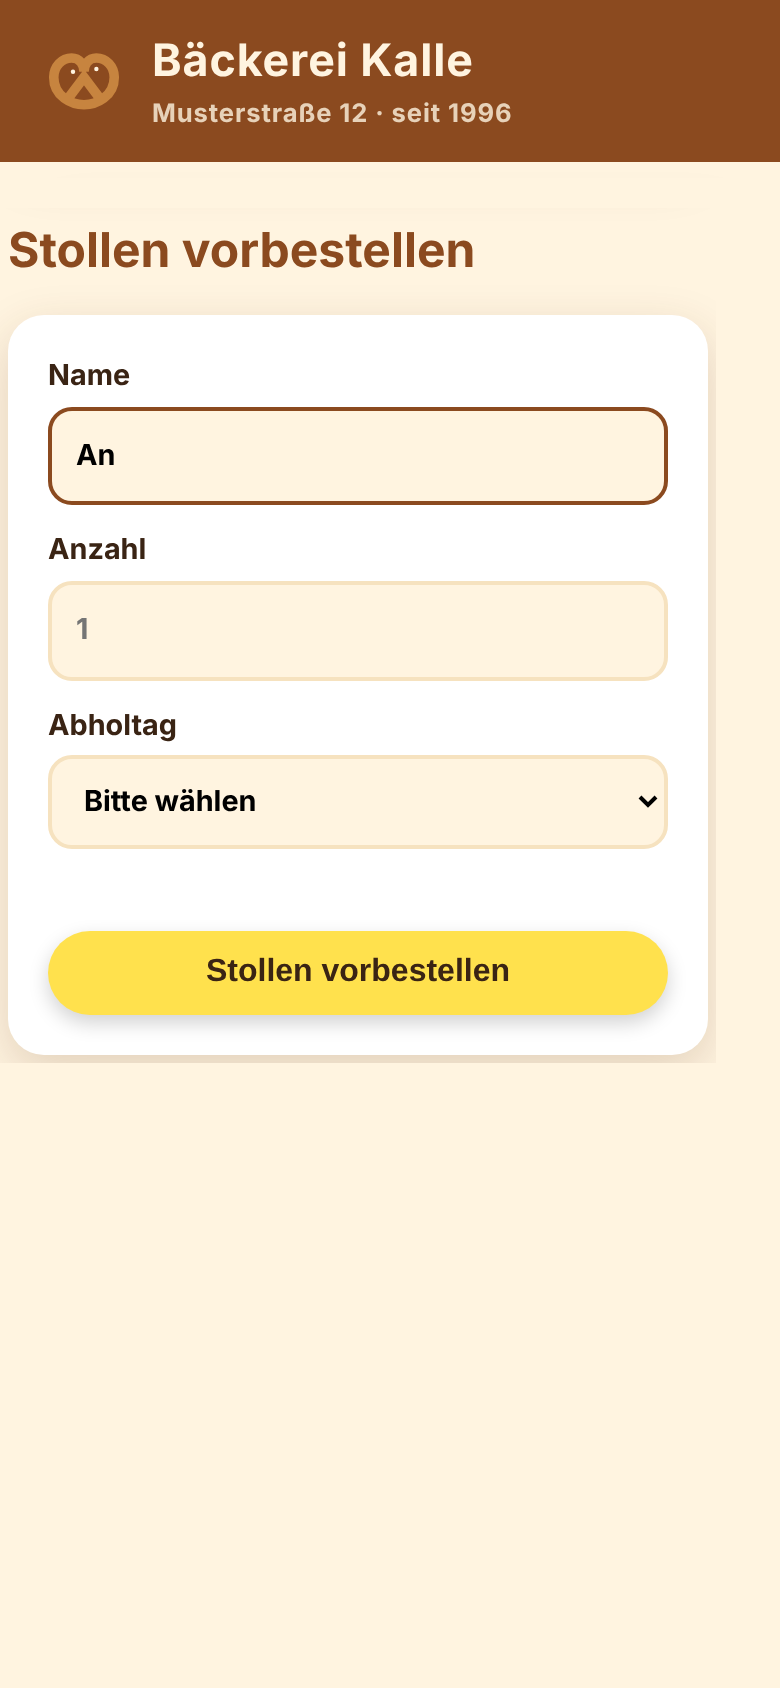 Bäckerei Kalle
Musterstraße 12 · seit 1996
Stollen vorbestellen
Name
An
Anzahl
1
Abholtag
Bitte wählen
Stollen vorbestellen